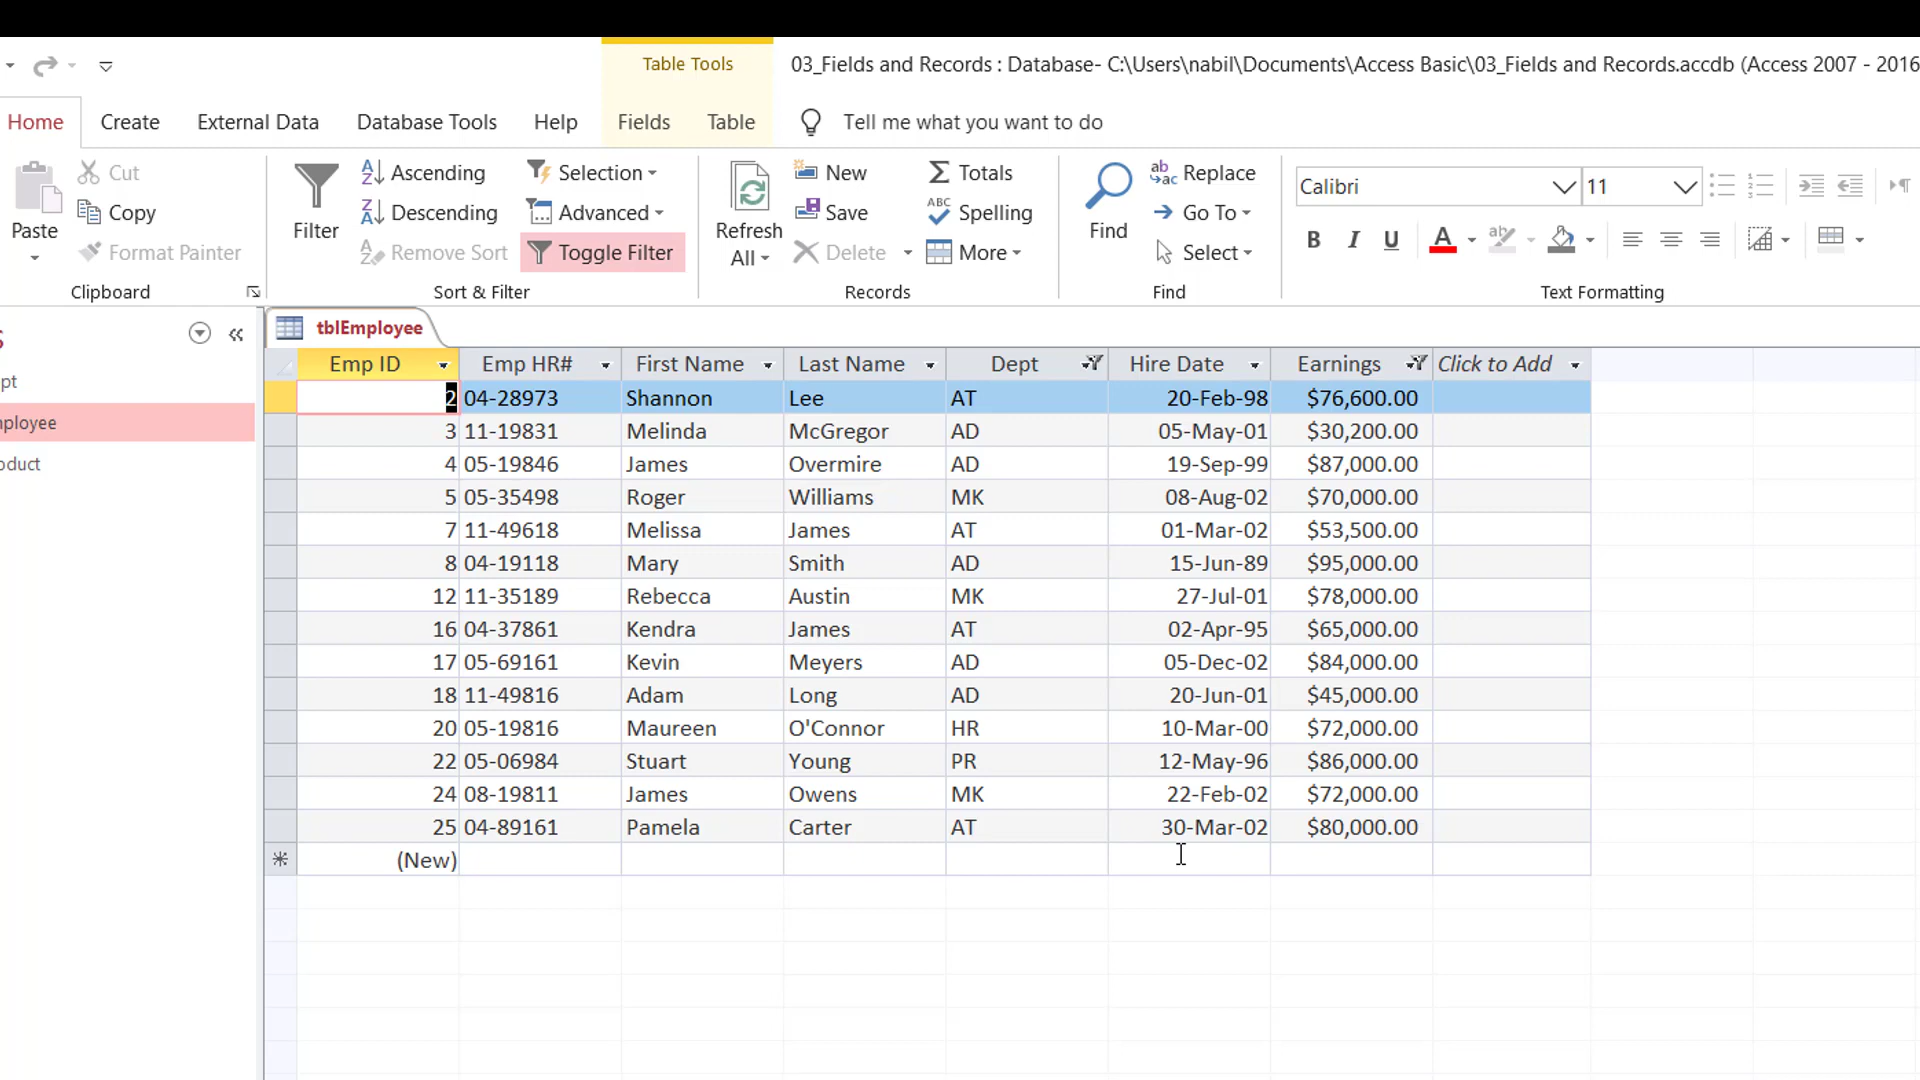 Table Tools
03_Fields and Records : Database- C:\Users\nabil\Documents\Access Basic\03_Fields and Records.accdb (Access 2007 - 2016
Home Create External Data Database Tools Help Fields Table Tell me what you want to do
Paste Cut Copy Format Painter
Clipboard
Filter Ascending Descending Remove Sort Selection Advanced Toggle Filter
Sort & Filter
Refresh All New Save Delete Totals Spelling More
Records
Find Replace Go To Select
Find
Calibri 11
B I U A
Text Formatting
S
pt
mployee
oduct
tblEmployee
Emp ID Emp HR# First Name Last Name Dept Hire Date Earnings Click to Add
2 04-28973 Shannon Lee AT 20-Feb-98 $76,600.00
3 11-19831 Melinda McGregor AD 05-May-01 $30,200.00
4 05-19846 James Overmire AD 19-Sep-99 $87,000.00
5 05-35498 Roger Williams MK 08-Aug-02 $70,000.00
7 11-49618 Melissa James AT 01-Mar-02 $53,500.00
8 04-19118 Mary Smith AD 15-Jun-89 $95,000.00
12 11-35189 Rebecca Austin MK 27-Jul-01 $78,000.00
16 04-37861 Kendra James AT 02-Apr-95 $65,000.00
17 05-69161 Kevin Meyers AD 05-Dec-02 $84,000.00
18 11-49816 Adam Long AD 20-Jun-01 $45,000.00
20 05-19816 Maureen O'Connor HR 10-Mar-00 $72,000.00
22 05-06984 Stuart Young PR 12-May-96 $86,000.00
24 08-19811 James Owens MK 22-Feb-02 $72,000.00
25 04-89161 Pamela Carter AT 30-Mar-02 $80,000.00
(New)